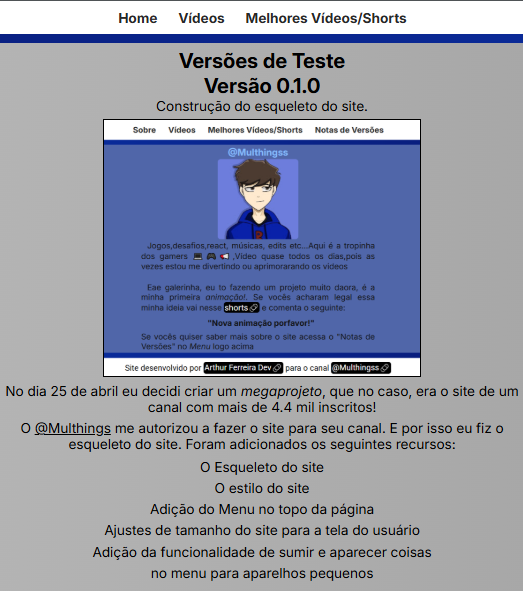 Home Vídeos Melhores Vídeos/Shorts
Versões de Teste
Versão 0.1.0
Construção do esqueleto do site.
Sobre Vídeos Melhores Vídeos/Shorts Notas de Versões
@Multhingss
Jogos,desafios,react, músicas, edits etc...Aqui é a tropinha
dos gamers 💻 🎮 📢 ,Vídeo quase todos os dias,pois as
vezes estou me divertindo ou aprimorarando os vídeos
Eae galerinha, eu to fazendo um projeto muito daora, é a
minha primeira animação!. Se vocês acharam legal essa
minha ideia vai nesse shorts🔗 e comenta o seguinte:
"Nova animação porfavor!"
Se vocês quiser saber mais sobre o site acessa o "Notas de
Versões" no Menu logo acima
Site desenvolvido por Arthur Ferreira Dev🔗 para o canal @Multhingss🔗
No dia 25 de abril eu decidi criar um megaprojeto, que no caso, era o site de um
canal com mais de 4.4 mil inscritos!
O @Multhings me autorizou a fazer o site para seu canal. E por isso eu fiz o
esqueleto do site. Foram adicionados os seguintes recursos:
O Esqueleto do site
O estilo do site
Adição do Menu no topo da página
Ajustes de tamanho do site para a tela do usuário
Adição da funcionalidade de sumir e aparecer coisas
no menu para aparelhos pequenos